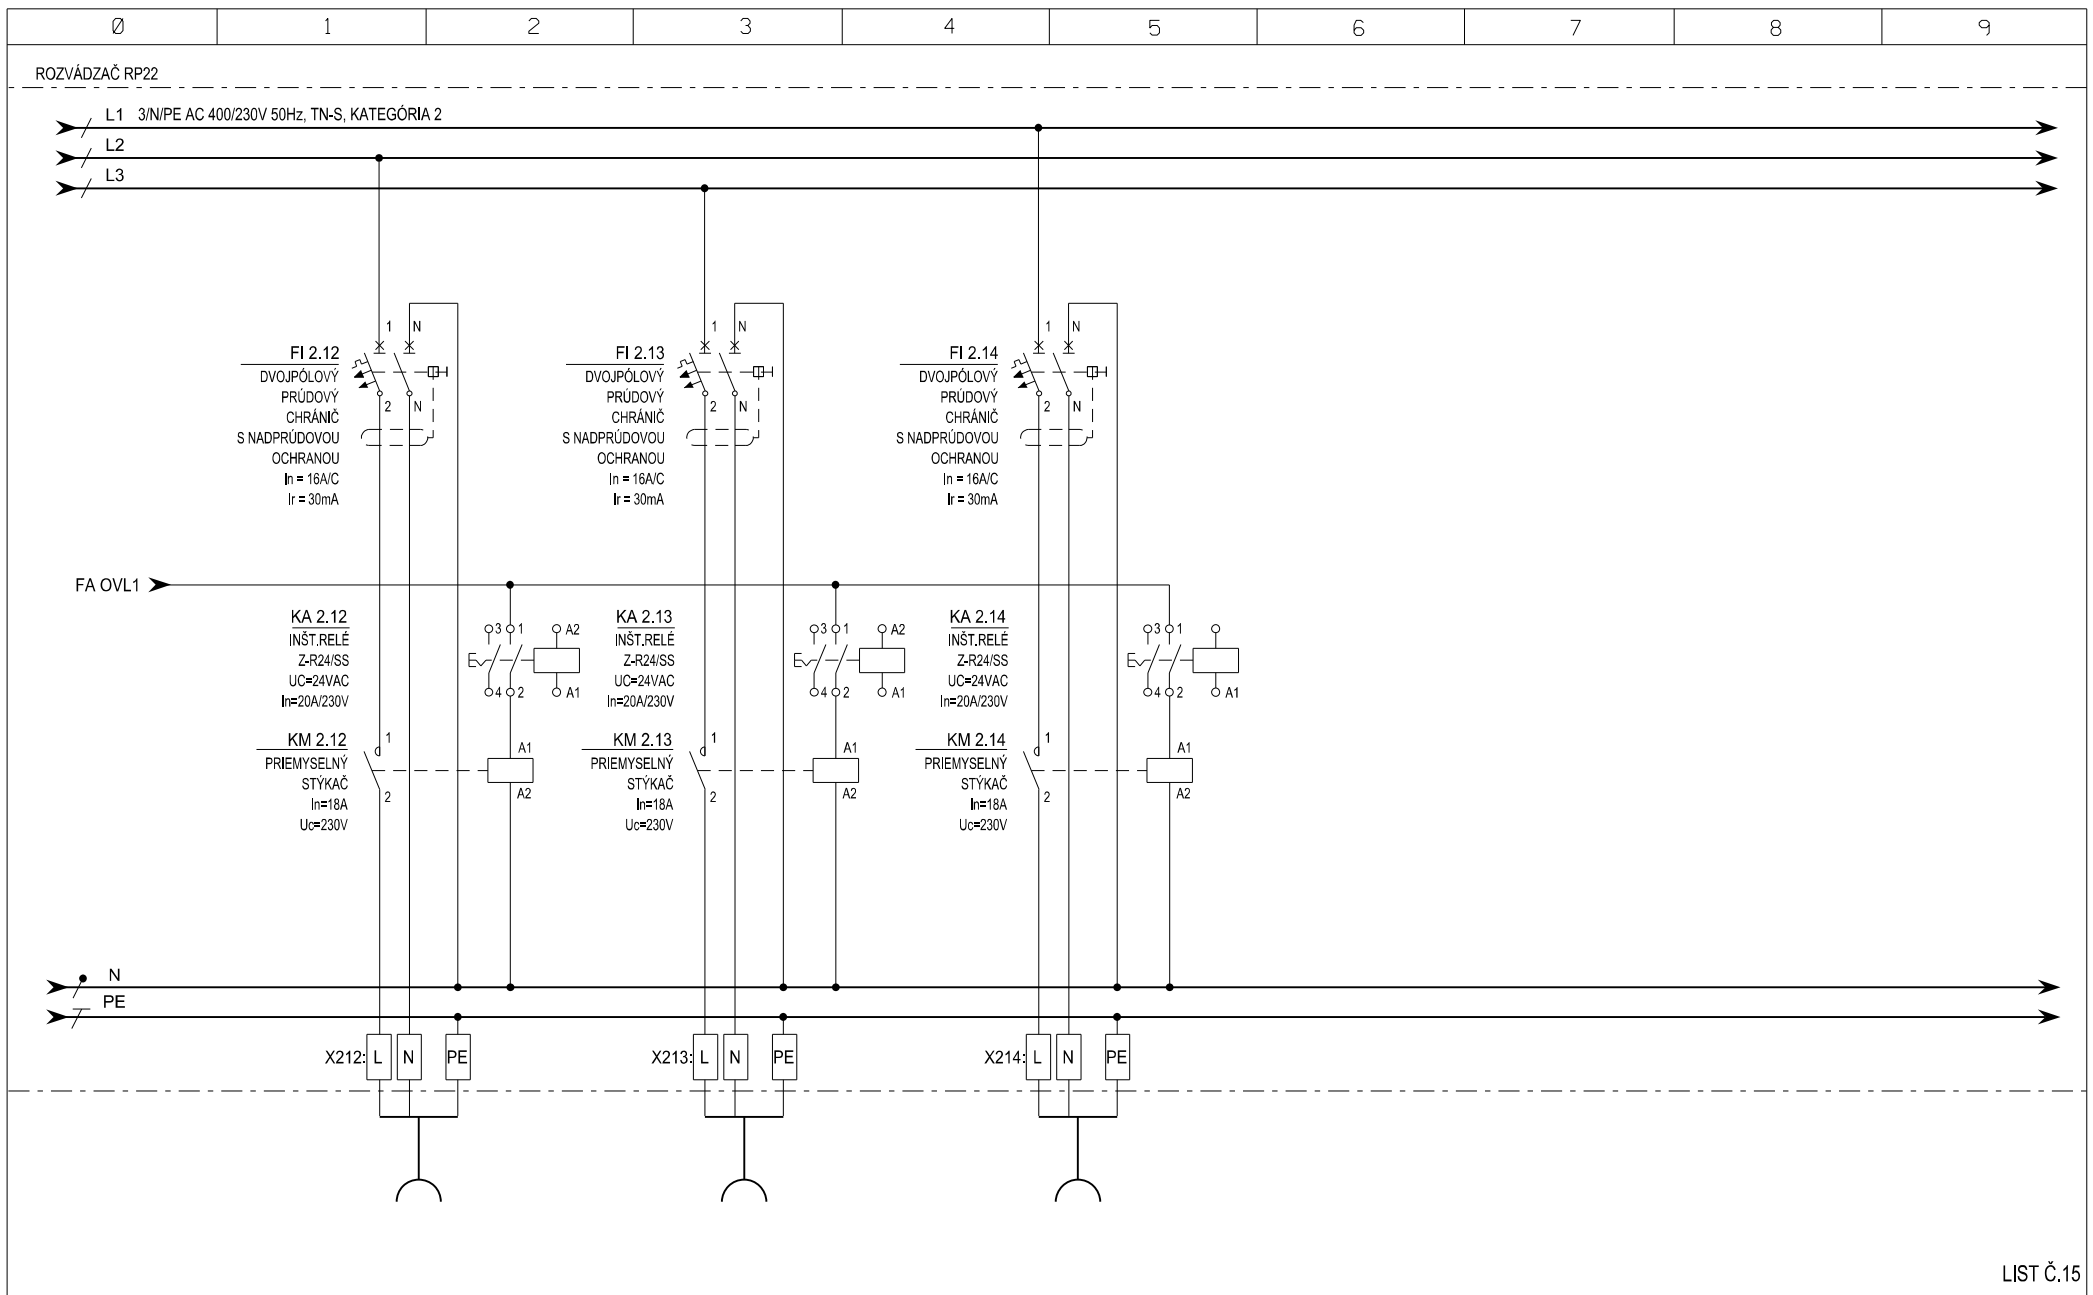 Ø 1 2 3 4 5 6 7 8 9
ROZVÁDZAČ RP22
L1 3/N/PE AC 400/230V 50Hz, TN-S, KATEGÓRIA 2
L2
L3
1 N
FI 2.12
DVOJPÓLOVÝ
PRÚDOVÝ
CHRÁNIČ
S NADPRÚDOVOU
OCHRANOU
In = 16A/C
Ir = 30mA
2 N
1 N
FI 2.13
DVOJPÓLOVÝ
PRÚDOVÝ
CHRÁNIČ
S NADPRÚDOVOU
OCHRANOU
In = 16A/C
Ir = 30mA
2 N
1 N
FI 2.14
DVOJPÓLOVÝ
PRÚDOVÝ
CHRÁNIČ
S NADPRÚDOVOU
OCHRANOU
In = 16A/C
Ir = 30mA
2 N
FA OVL1
KA 2.12
INŠT.RELÉ
Z-R24/SS
UC=24VAC
In=20A/230V
3 1 A2
4 2 A1
KA 2.13
INŠT.RELÉ
Z-R24/SS
UC=24VAC
In=20A/230V
3 1 A2
4 2 A1
KA 2.14
INŠT.RELÉ
Z-R24/SS
UC=24VAC
In=20A/230V
3 1
4 2 A1
KM 2.12
PRIEMYSELNÝ
STÝKAČ
In=18A
Uc=230V
1 A1
2 A2
KM 2.13
PRIEMYSELNÝ
STÝKAČ
In=18A
Uc=230V
1 A1
2 A2
KM 2.14
PRIEMYSELNÝ
STÝKAČ
In=18A
Uc=230V
1 A1
2 A2
N
PE
X212: L N PE
X213: L N PE
X214: L N PE
LIST Č.15